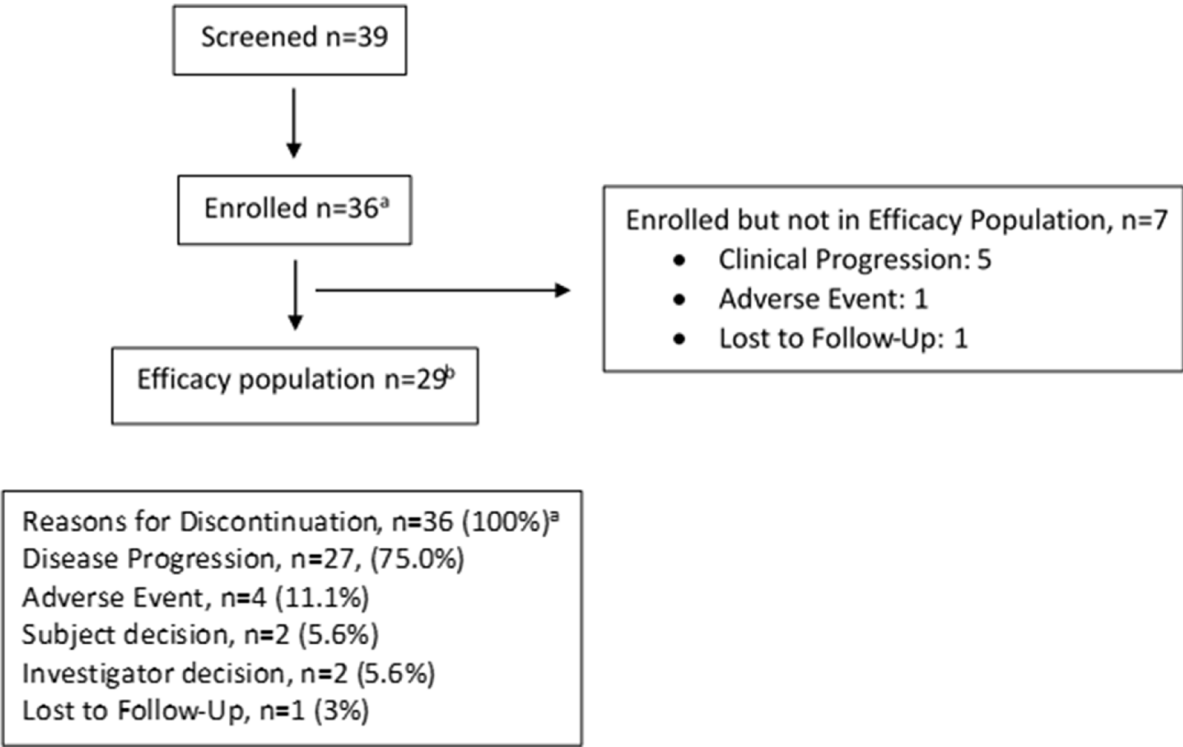 Screened n=39
Enrolled n=36ᵃ
Enrolled but not in Efficacy Population, n=7
• Clinical Progression: 5
• Adverse Event: 1
• Lost to Follow-Up: 1
Efficacy population n=29ᵇ
Reasons for Discontinuation, n=36 (100%)ᵃ
Disease Progression, n=27, (75.0%)
Adverse Event, n=4 (11.1%)
Subject decision, n=2 (5.6%)
Investigator decision, n=2 (5.6%)
Lost to Follow-Up, n=1 (3%)